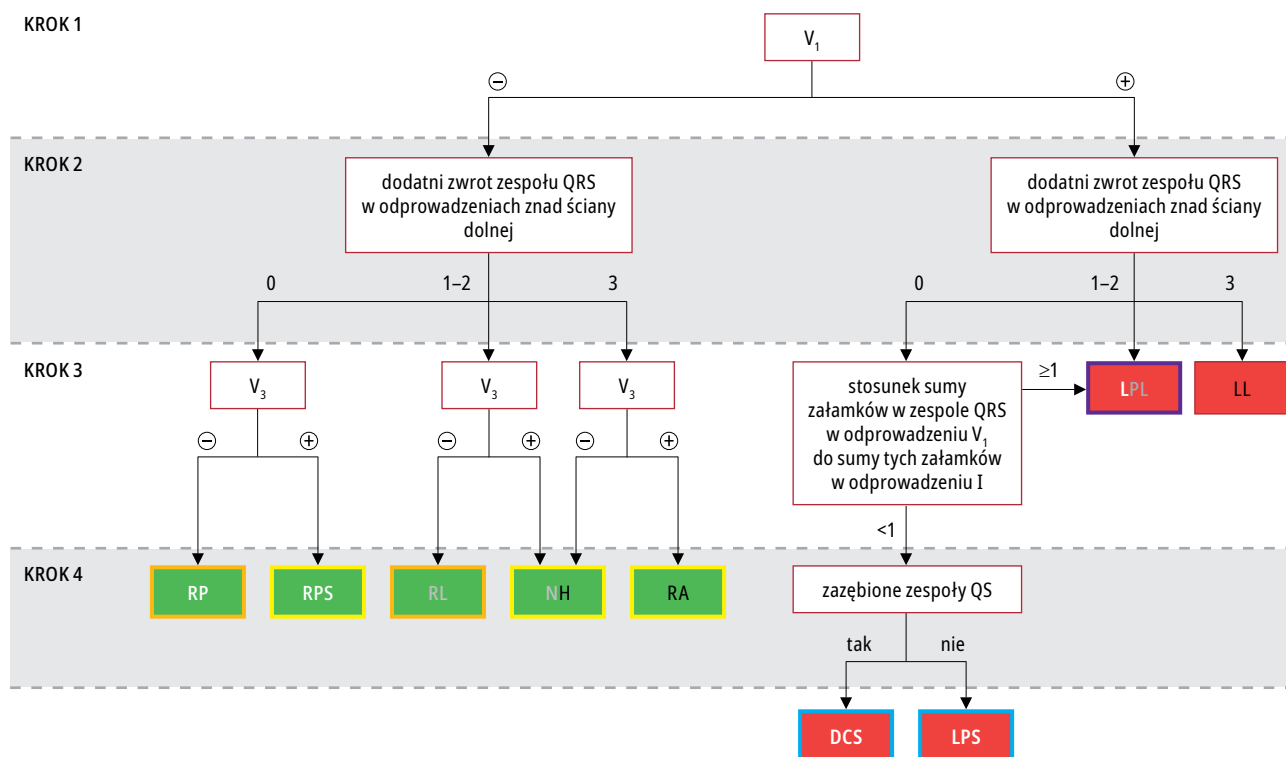 KROK 1
V₁
⊖
⊕
KROK 2
dodatni zwrot zespołu QRS
w odprowadzeniach znad ściany
dolnej
dodatni zwrot zespołu QRS
w odprowadzeniach znad ściany
dolnej
0
1–2
3
0
1–2
3
KROK 3
V₃
V₃
V₃
stosunek sumy
załamków w zespole QRS
w odprowadzeniu V₁
do sumy tych załamków
w odprowadzeniu I
≥1
LPL
LL
⊖
⊕
⊖
⊕
⊖
⊕
<1
KROK 4
RP
RPS
RL
NH
RA
zazębione zespoły QS
tak
nie
DCS
LPS